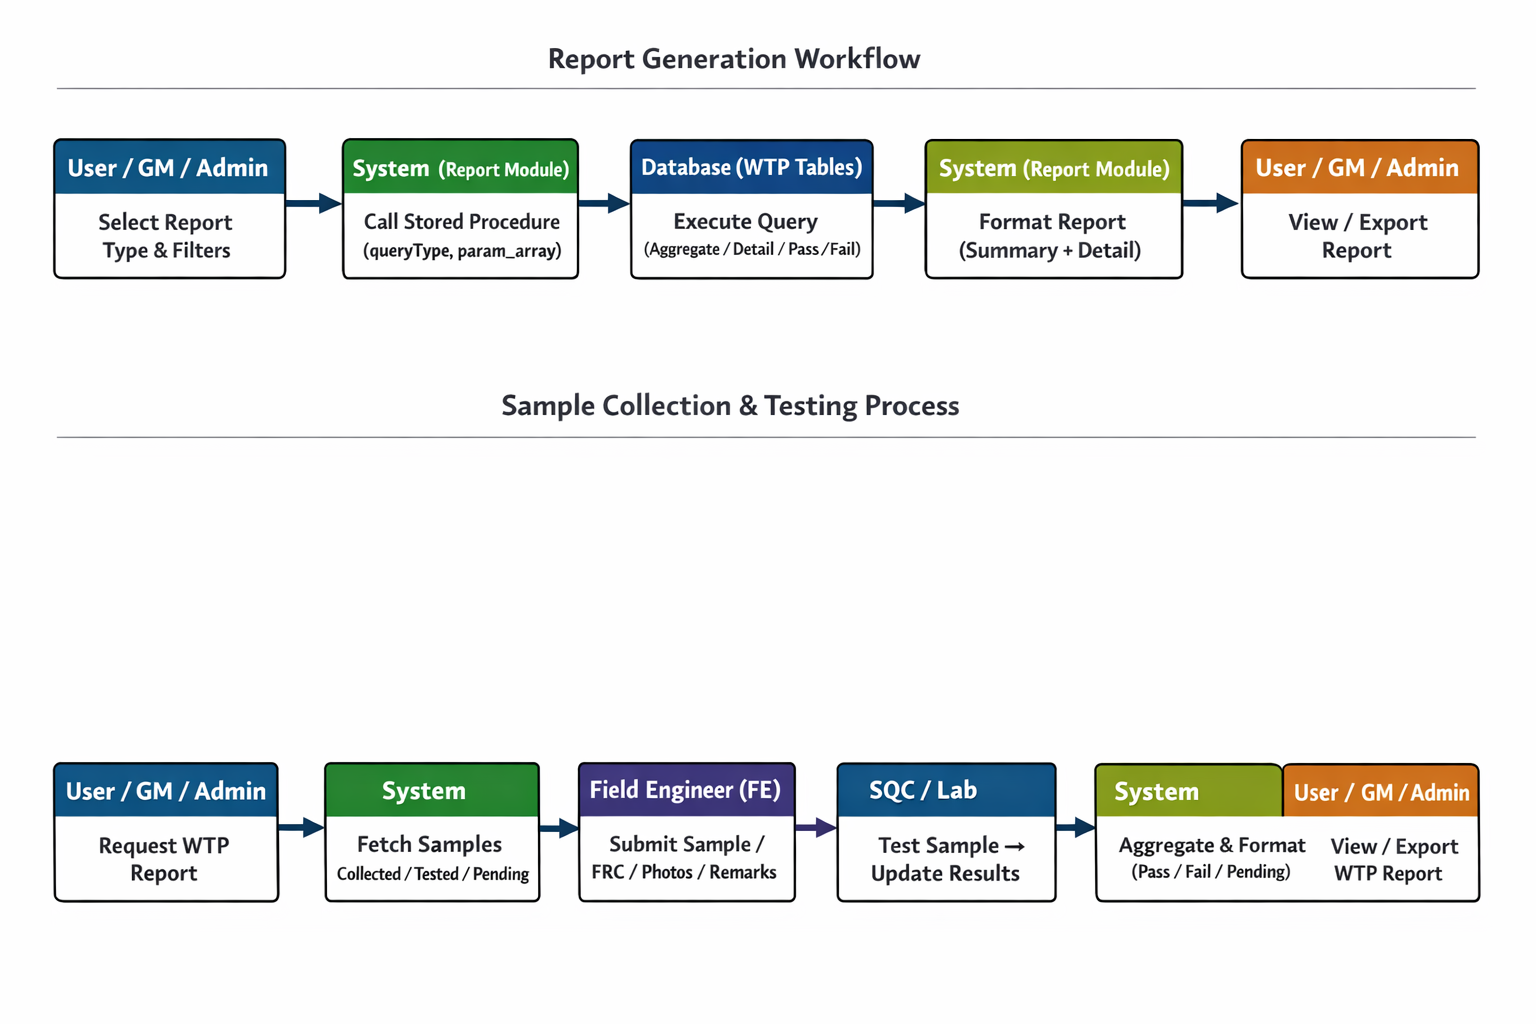 Report Generation Workflow
User / GM / Admin
Select Report
Type & Filters
System (Report Module)
Call Stored Procedure
(queryType, param_array)
Database (WTP Tables)
Execute Query
(Aggregate / Detail / Pass / Fail)
System (Report Module)
Format Report
(Summary + Detail)
User / GM / Admin
View / Export
Report
Sample Collection & Testing Process
User / GM / Admin
Request WTP
Report
System
Fetch Samples
Collected / Tested / Pending
Field Engineer (FE)
Submit Sample /
FRC / Photos / Remarks
SQC / Lab
Test Sample →
Update Results
System
Aggregate & Format
(Pass / Fail / Pending)
User / GM / Admin
View / Export
WTP Report